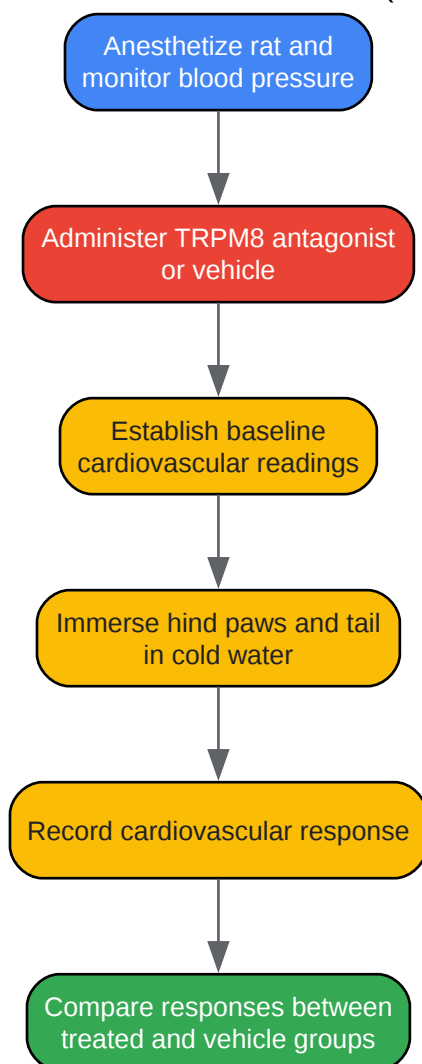 Anesthetize rat and
monitor blood pressure
Administer TRPM8 antagonist
or vehicle
Establish baseline
cardiovascular readings
Immerse hind paws and tail
in cold water
Record cardiovascular response
Compare responses between
treated and vehicle groups